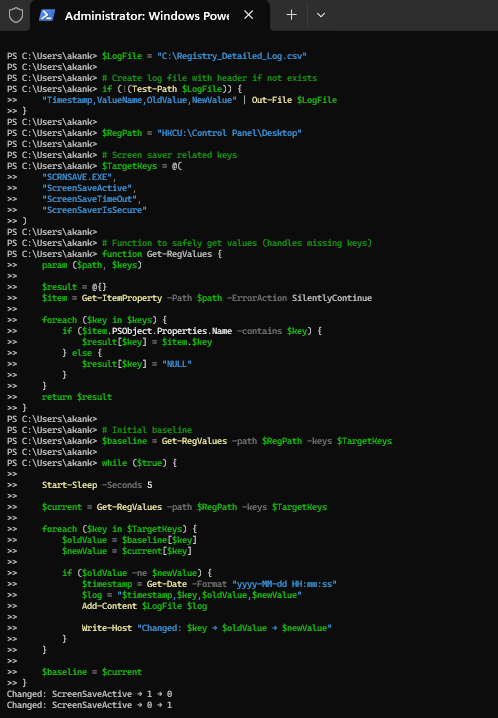 Administrator: Windows Powe
PS C:\Users\akank> $LogFile = "C:\Registry_Detailed_Log.csv"
PS C:\Users\akank>
PS C:\Users\akank> # Create log file with header if not exists
PS C:\Users\akank> if (!(Test-Path $LogFile)) {
>>     "Timestamp,ValueName,OldValue,NewValue" | Out-File $LogFile
>> }
PS C:\Users\akank>
PS C:\Users\akank> $RegPath = "HKCU:\Control Panel\Desktop"
PS C:\Users\akank>
PS C:\Users\akank> # Screen saver related keys
PS C:\Users\akank> $TargetKeys = @(
>>     "SCRNSAVE.EXE",
>>     "ScreenSaveActive",
>>     "ScreenSaveTimeOut",
>>     "ScreenSaverIsSecure"
>> )
PS C:\Users\akank>
PS C:\Users\akank> # Function to safely get values (handles missing keys)
PS C:\Users\akank> function Get-RegValues {
>>     param ($path, $keys)
>>
>>     $result = @{}
>>     $item = Get-ItemProperty -Path $path -ErrorAction SilentlyContinue
>>
>>     foreach ($key in $keys) {
>>         if ($item.PSObject.Properties.Name -contains $key) {
>>             $result[$key] = $item.$key
>>         } else {
>>             $result[$key] = "NULL"
>>         }
>>     }
>>     return $result
>> }
PS C:\Users\akank>
PS C:\Users\akank> # Initial baseline
PS C:\Users\akank> $baseline = Get-RegValues -path $RegPath -keys $TargetKeys
PS C:\Users\akank>
PS C:\Users\akank> while ($true) {
>>
>>     Start-Sleep -Seconds 5
>>
>>     $current = Get-RegValues -path $RegPath -keys $TargetKeys
>>
>>     foreach ($key in $TargetKeys) {
>>         $oldValue = $baseline[$key]
>>         $newValue = $current[$key]
>>
>>         if ($oldValue -ne $newValue) {
>>             $timestamp = Get-Date -Format "yyyy-MM-dd HH:mm:ss"
>>             $log = "$timestamp,$key,$oldValue,$newValue"
>>             Add-Content $LogFile $log
>>
>>             Write-Host "Changed: $key → $oldValue → $newValue"
>>         }
>>     }
>>
>>     $baseline = $current
>> }
Changed: ScreenSaveActive → 1 → 0
Changed: ScreenSaveActive → 0 → 1